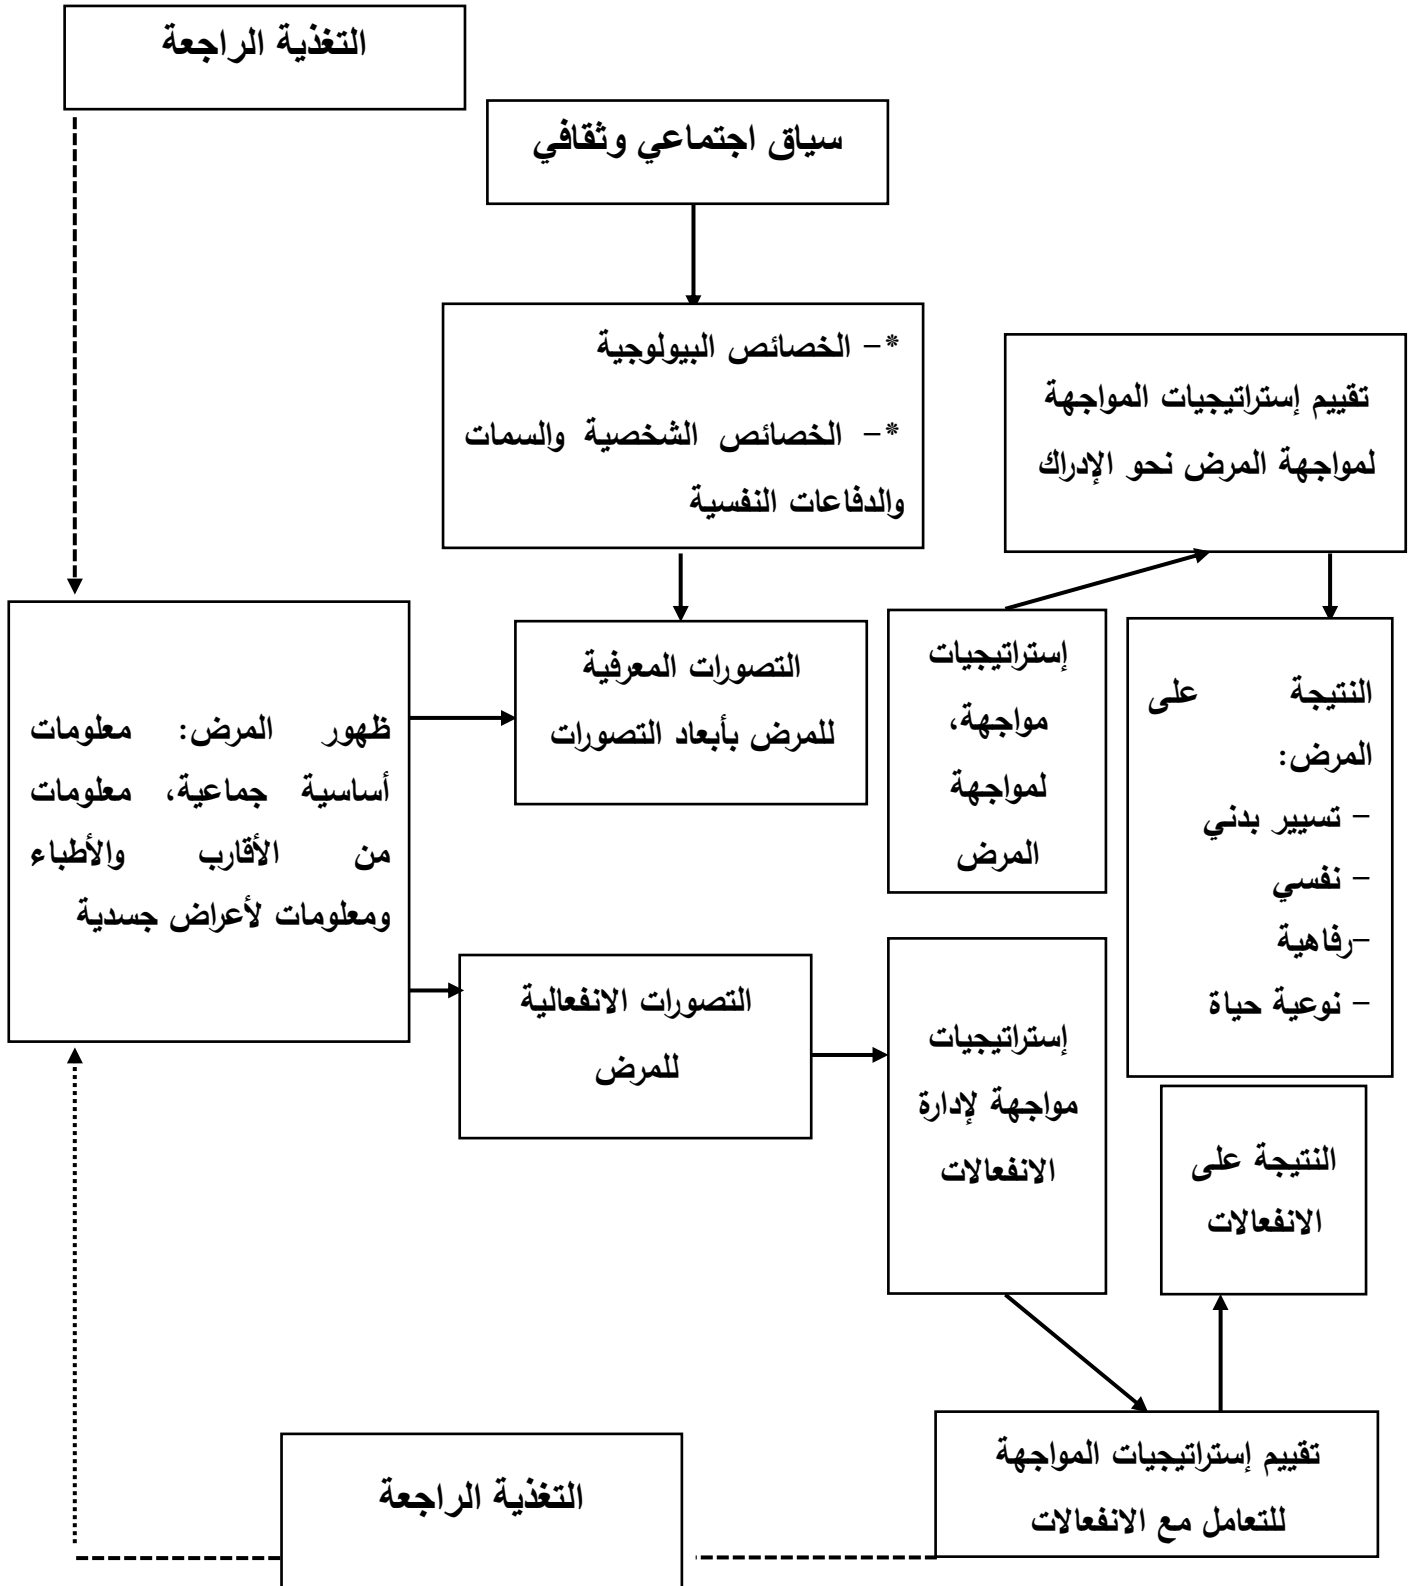 التغذية الراجعة
سياق اجتماعي وثقافي
*– الخصائص البيولوجية
*– الخصائص الشخصية والسمات
والدفاعات النفسية
تقييم إستراتيجيات المواجهة
لمواجهة المرض نحو الإدراك
ظهور المرض: معلومات
أساسية جماعية، معلومات
من الأقارب والأطباء
ومعلومات لأعراض جسدية
التصورات المعرفية
للمرض بأبعاد التصورات
إستراتيجيات
مواجهة،
لمواجهة
المرض
النتيجة على
المرض:
– تسيير بدني
– نفسي
–رفاهية
– نوعية حياة
التصورات الانفعالية
للمرض
إستراتيجيات
مواجهة لإدارة
الانفعالات
النتيجة على
الانفعالات
تقييم إستراتيجيات المواجهة
للتعامل مع الانفعالات
التغذية الراجعة